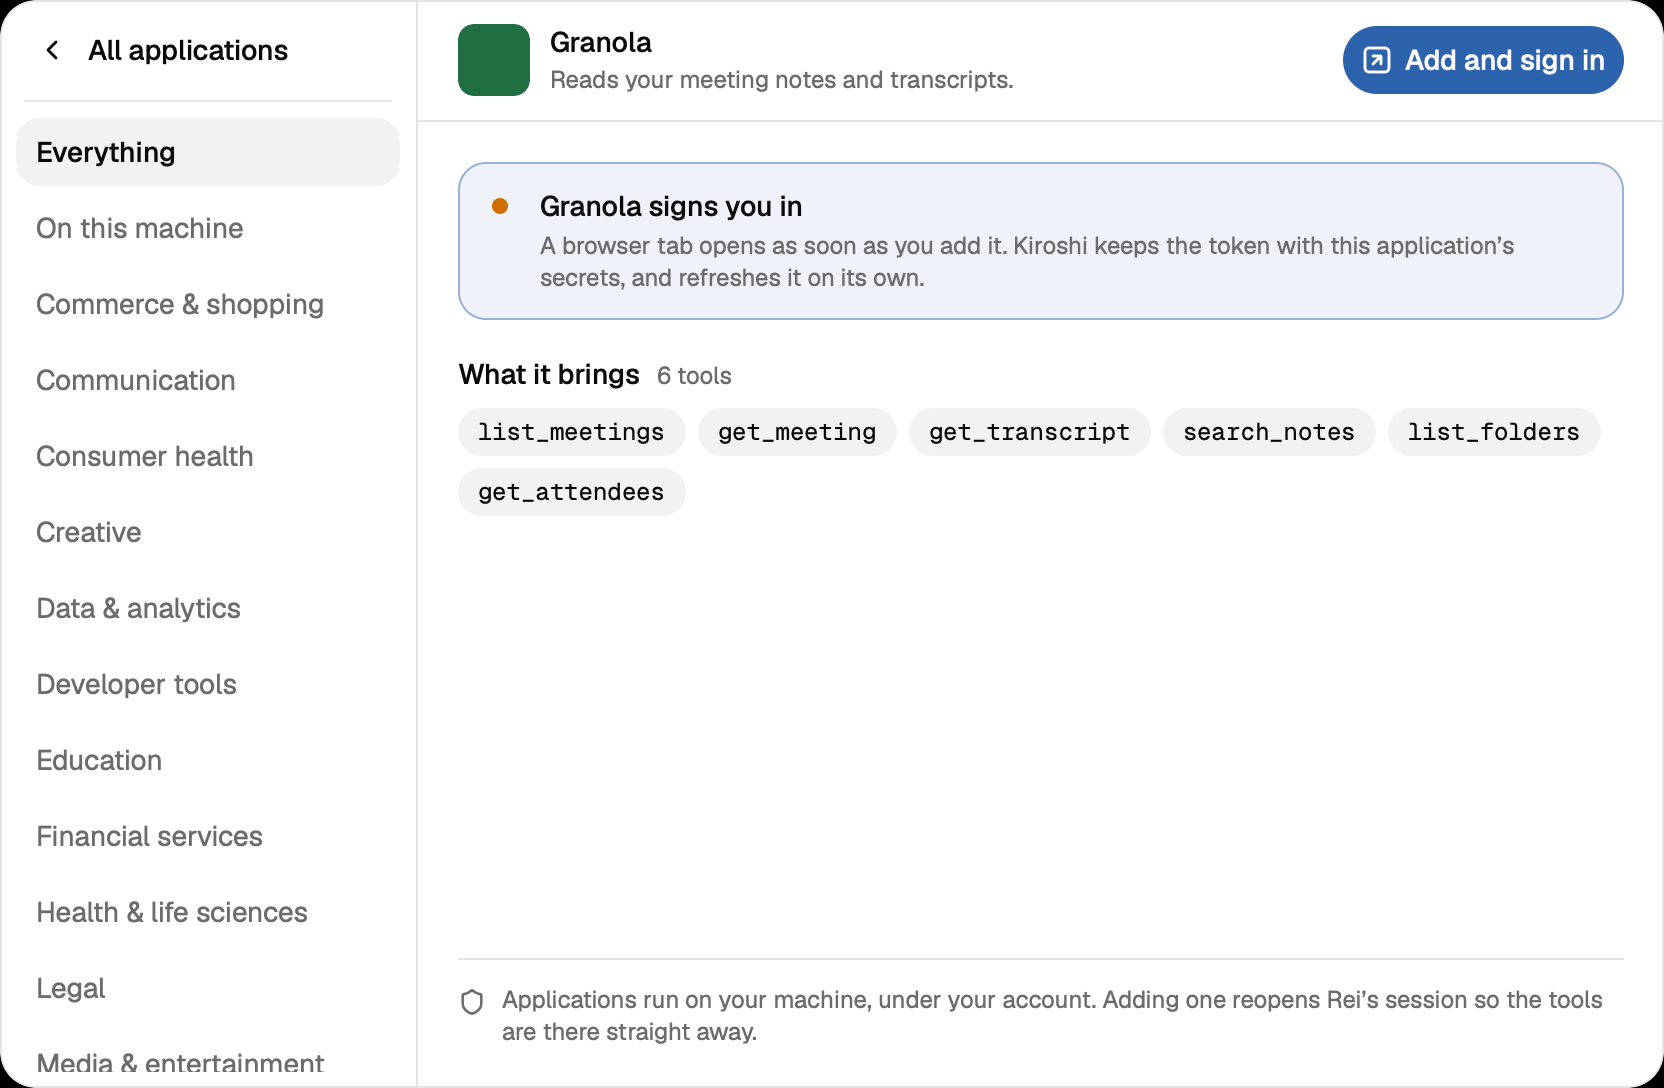 All applications
Everything
On this machine
Commerce & shopping
Communication
Consumer health
Creative
Data & analytics
Developer tools
Education
Financial services
Health & life sciences
Legal
Media & entertainment
Granola
Reads your meeting notes and transcripts.
Add and sign in
Granola signs you in
A browser tab opens as soon as you add it. Kiroshi keeps the token with this application’s
secrets, and refreshes it on its own.
What it brings 6 tools
list_meetings get_meeting get_transcript search_notes list_folders
get_attendees
Applications run on your machine, under your account. Adding one reopens Rei’s session so the tools
are there straight away.